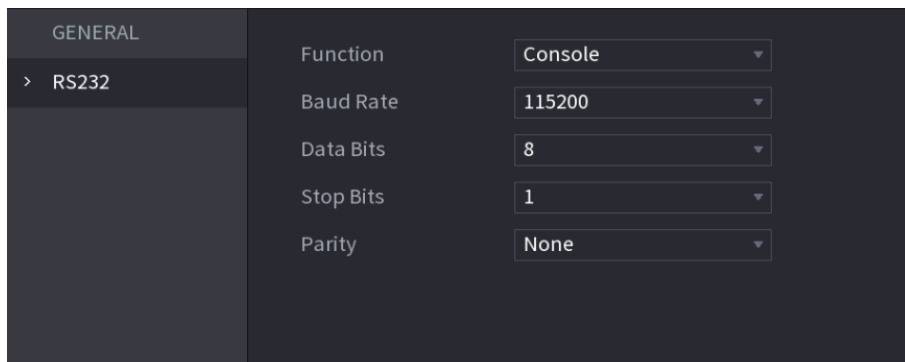 GENERAL
> RS232
Function Console
Baud Rate 115200
Data Bits 8
Stop Bits 1
Parity None